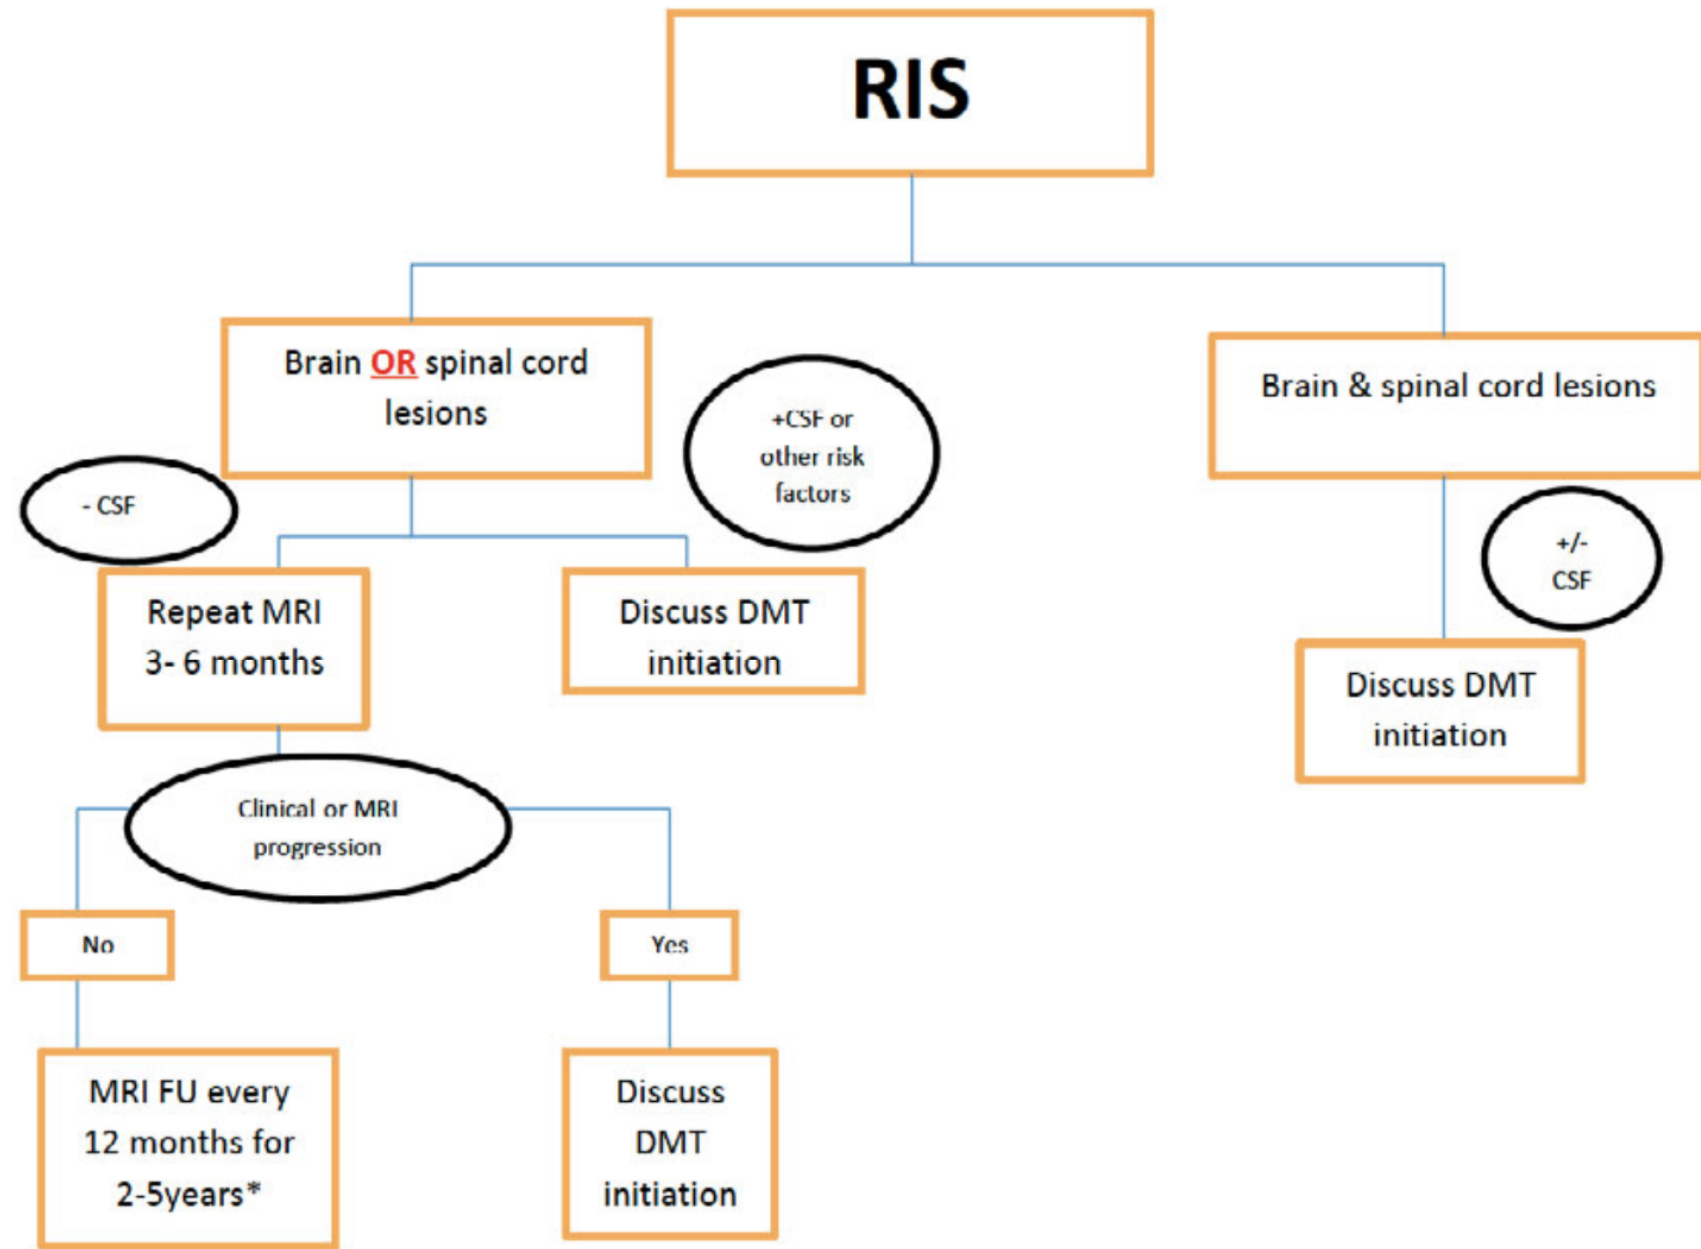 RIS
Brain OR spinal cord
lesions
+CSF or
other risk
factors
Brain & spinal cord lesions
- CSF
+/-
CSF
Repeat MRI
3- 6 months
Discuss DMT
initiation
Discuss DMT
initiation
Clinical or MRI
progression
No
Yes
MRI FU every
12 months for
2-5years*
Discuss
DMT
initiation